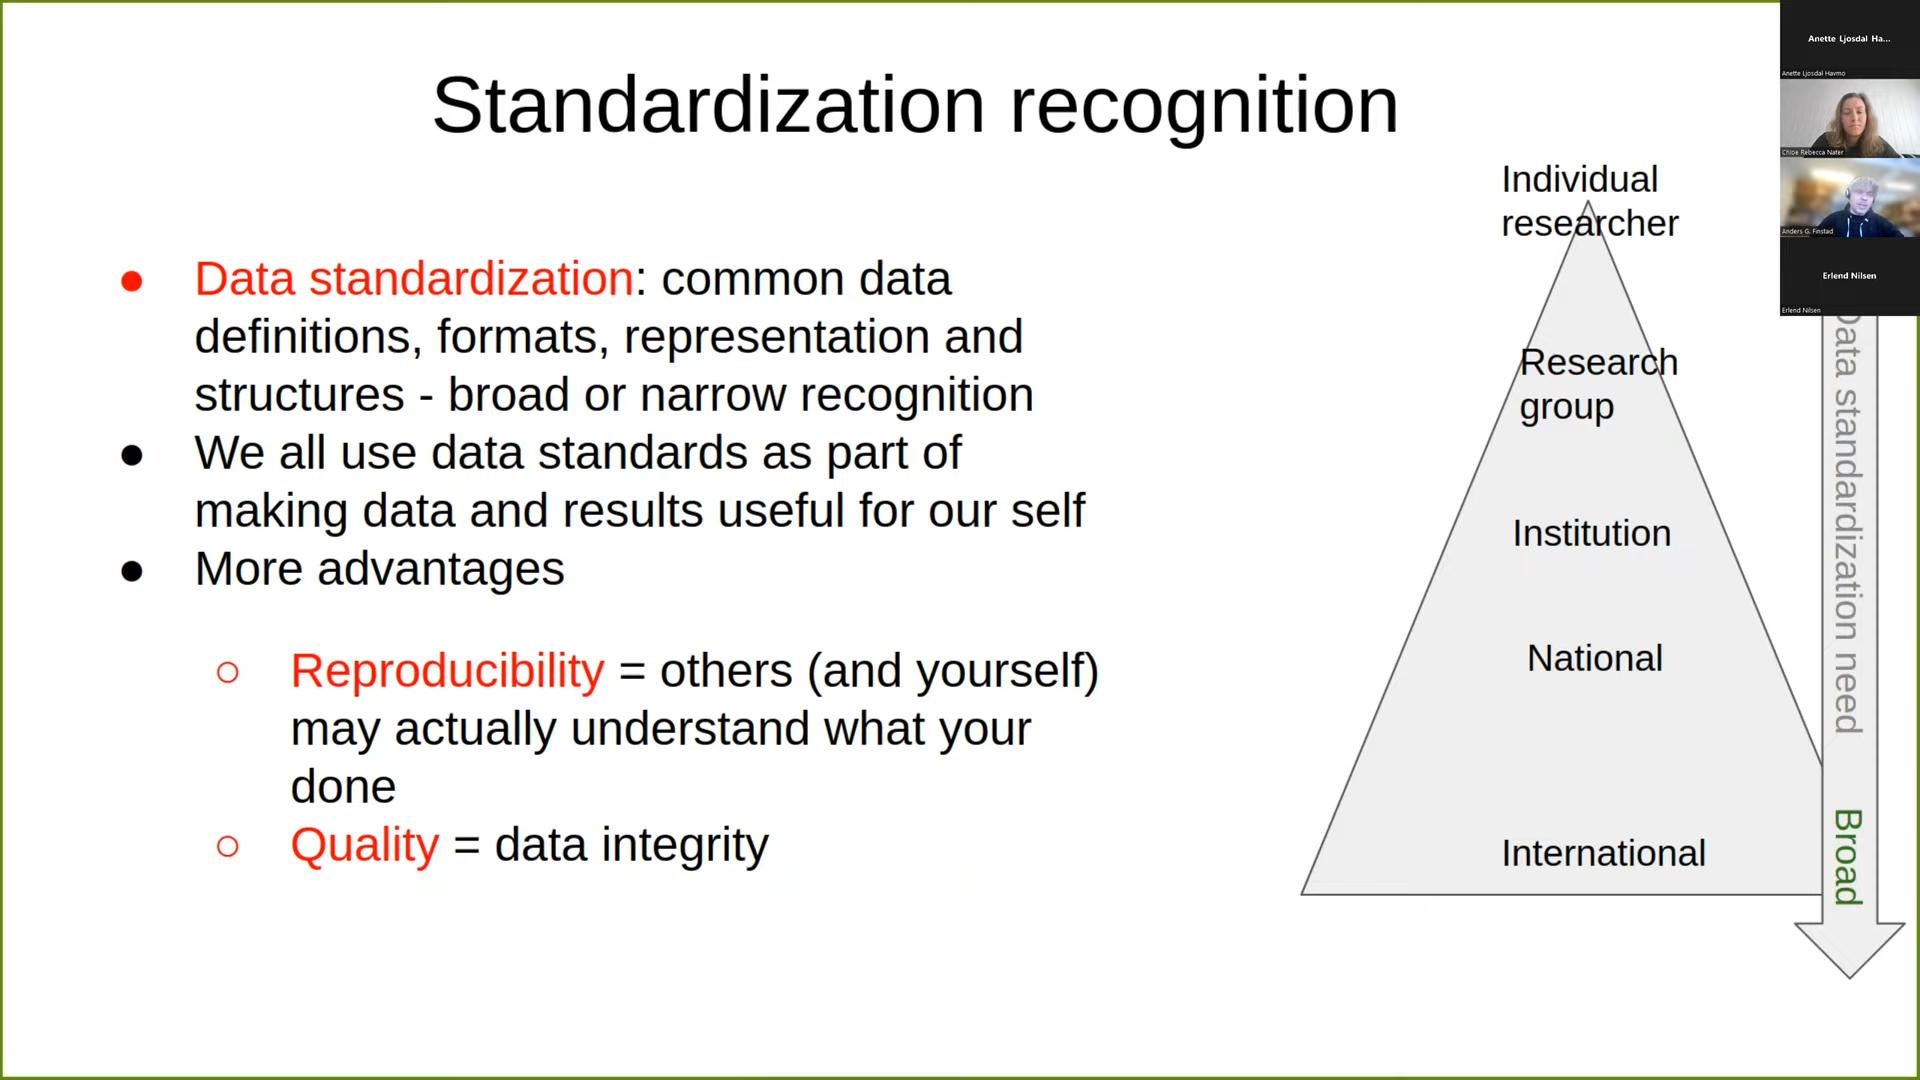 Standardization recognition
● Data standardization: common data
definitions, formats, representation and
structures - broad or narrow recognition
● We all use data standards as part of
making data and results useful for our self
● More advantages
○ Reproducibility = others (and yourself)
may actually understand what your
done
○ Quality = data integrity
Individual
researcher
Research
group
Institution
National
International
Data standardization need
Broad
Anette Ljosdal Ha...
Anette Ljosdal Havmo
Chloe Rebecca Nater
Anders G. Finstad
Erlend Nilsen
Erlend Nilsen